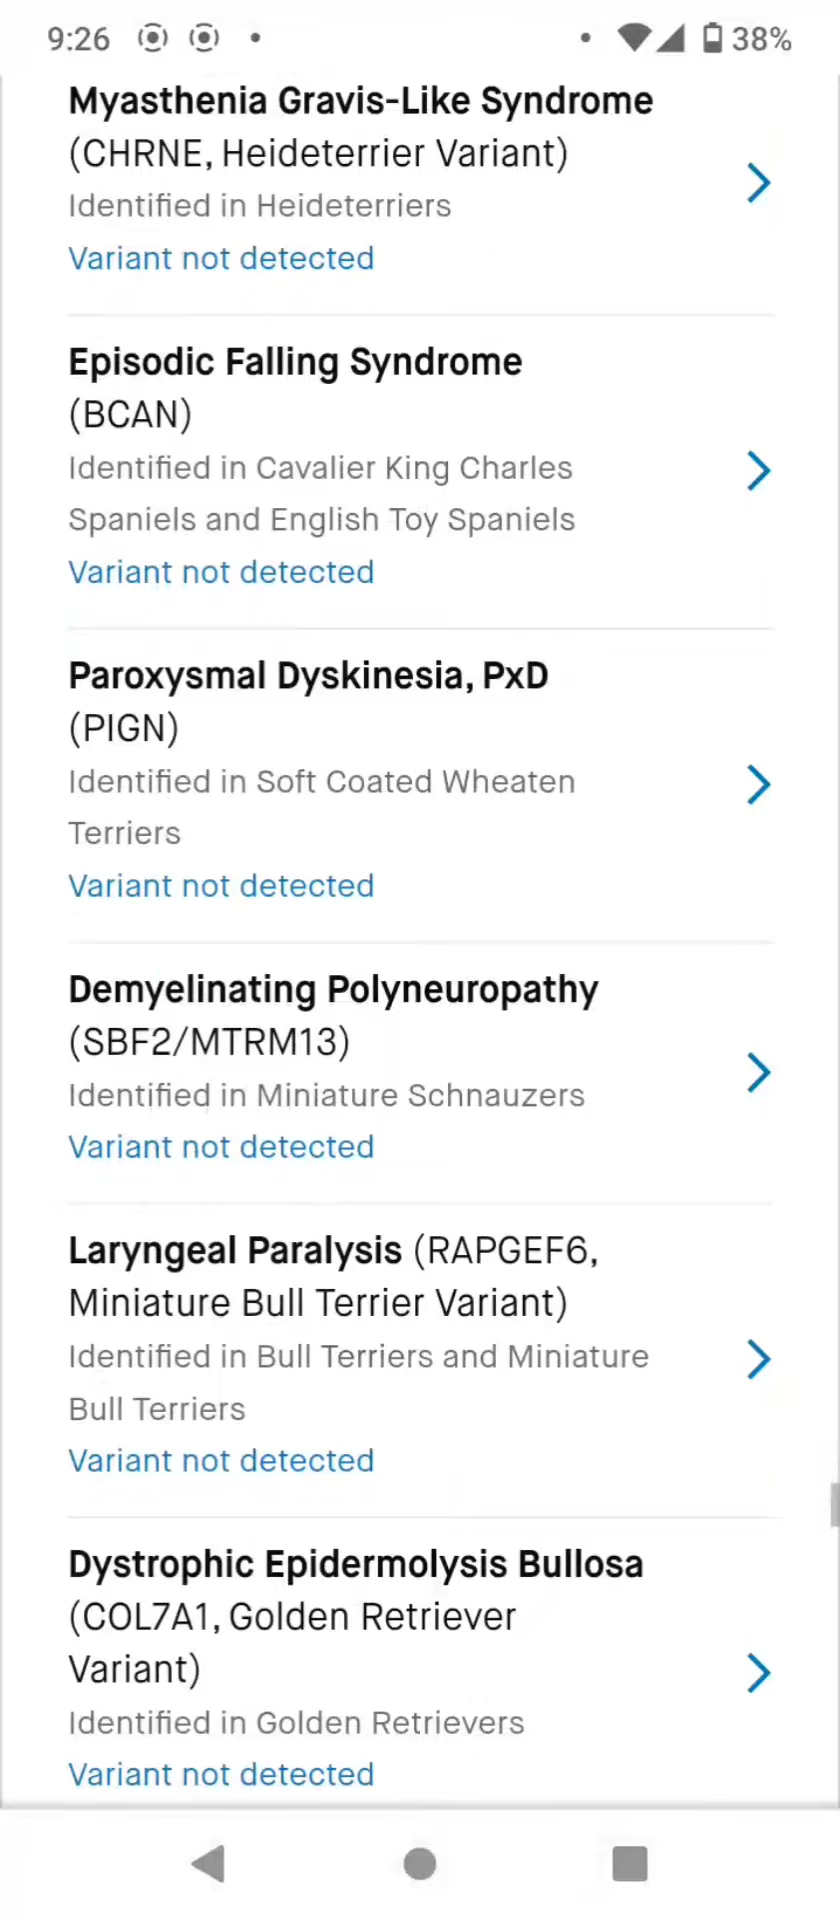 9:26
38%
Myasthenia Gravis-Like Syndrome
(CHRNE, Heideterrier Variant)
Identified in Heideterriers
Variant not detected
Episodic Falling Syndrome
(BCAN)
Identified in Cavalier King Charles
Spaniels and English Toy Spaniels
Variant not detected
Paroxysmal Dyskinesia, PxD
(PIGN)
Identified in Soft Coated Wheaten
Terriers
Variant not detected
Demyelinating Polyneuropathy
(SBF2/MTRM13)
Identified in Miniature Schnauzers
Variant not detected
Laryngeal Paralysis (RAPGEF6,
Miniature Bull Terrier Variant)
Identified in Bull Terriers and Miniature
Bull Terriers
Variant not detected
Dystrophic Epidermolysis Bullosa
(COL7A1, Golden Retriever
Variant)
Identified in Golden Retrievers
Variant not detected